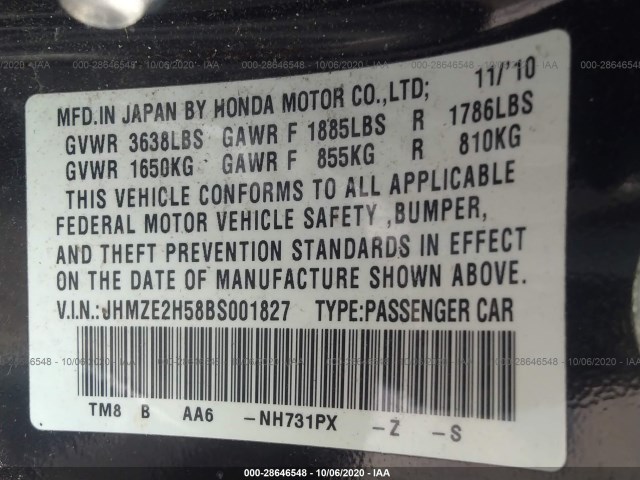 MFD.IN JAPAN BY HONDA MOTOR CO.,LTD; 11/'10
GVWR 3638LBS GAWR F 1885LBS R 1786LBS
GVWR 1650KG GAWR F 855KG R 810KG
THIS VEHICLE CONFORMS TO ALL APPLICABLE
FEDERAL MOTOR VEHICLE SAFETY ,BUMPER,
AND THEFT PREVENTION STANDARDS IN EFFECT
ON THE DATE OF MANUFACTURE SHOWN ABOVE.
V.I.N.:JHMZE2H58BS001827 TYPE:PASSENGER CAR
TM8 B AA6 -NH731PX -Z -S
000-28646548 - 10/06/2020 - IAA